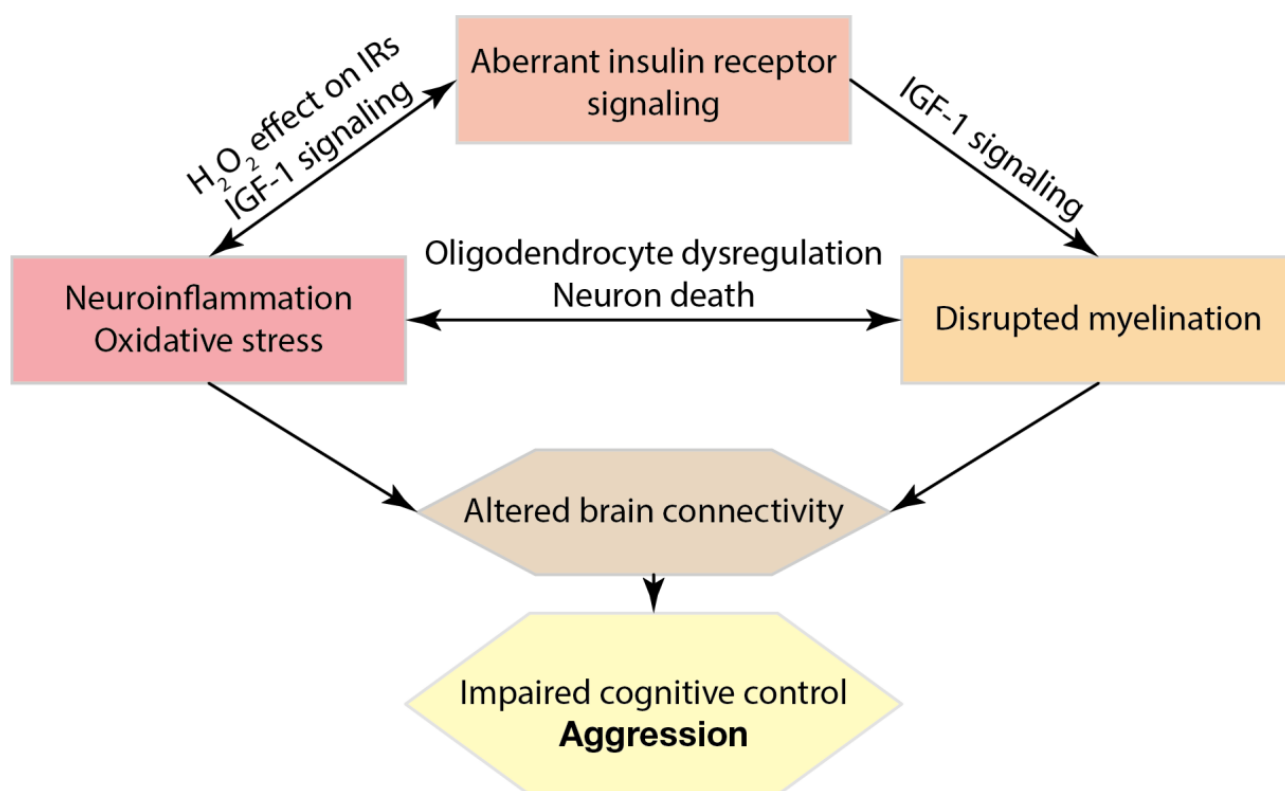 Aberrant insulin receptor
signaling
H₂O₂ effect on IRs
IGF-1 signaling
IGF-1 signaling
Oligodendrocyte dysregulation
Neuron death
Neuroinflammation
Oxidative stress
Disrupted myelination
Altered brain connectivity
Impaired cognitive control
Aggression